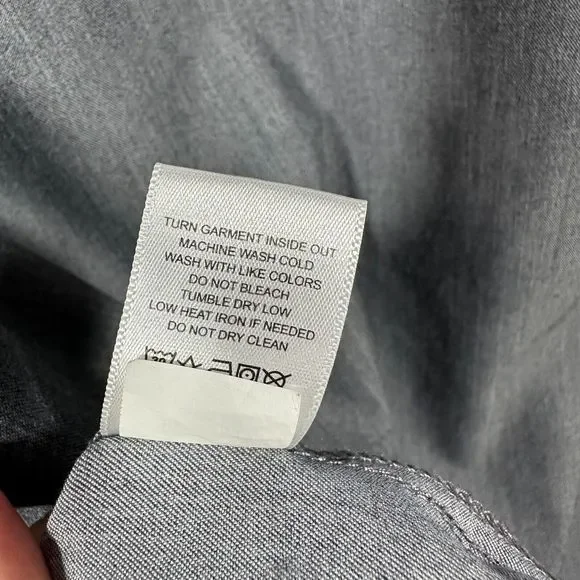 TURN GARMENT INSIDE OUT
MACHINE WASH COLD
WASH WITH LIKE COLORS
DO NOT BLEACH
TUMBLE DRY LOW
LOW HEAT IRON IF NEEDED
DO NOT DRY CLEAN